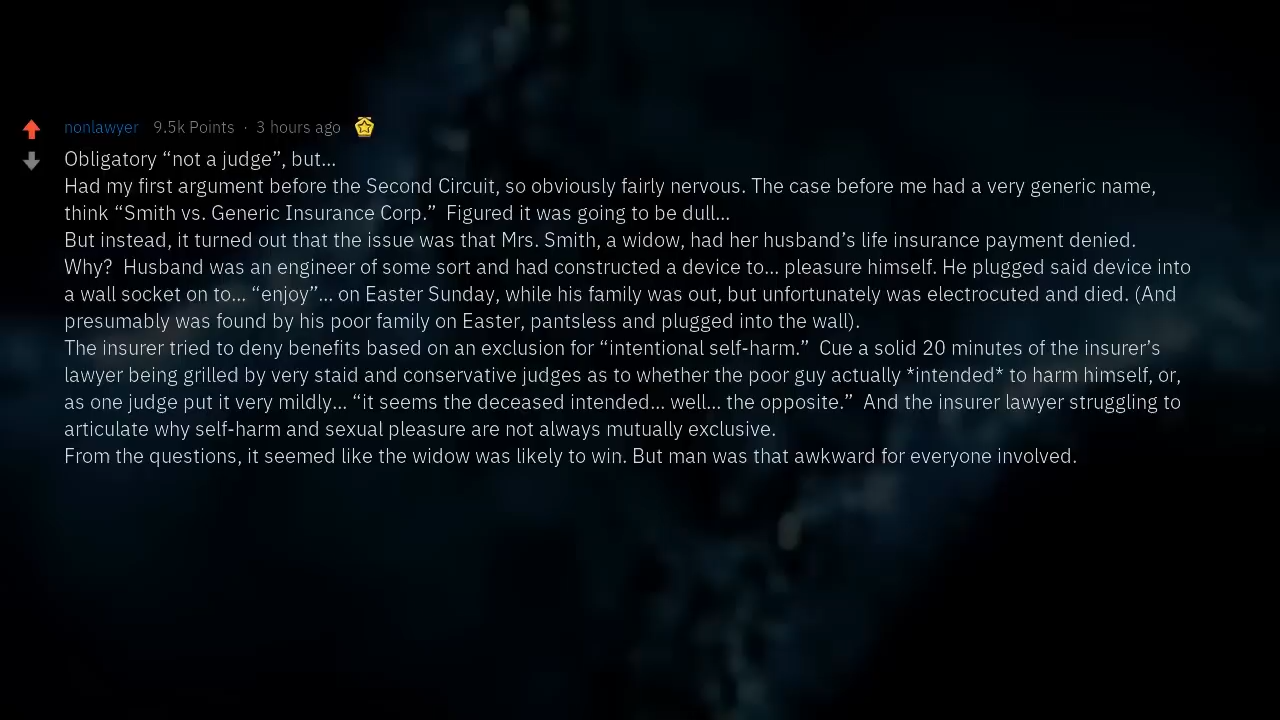 nonlawyer 9.5k Points · 3 hours ago
Obligatory “not a judge”, but...
Had my first argument before the Second Circuit, so obviously fairly nervous. The case before me had a very generic name,
think “Smith vs. Generic Insurance Corp.”  Figured it was going to be dull...
But instead, it turned out that the issue was that Mrs. Smith, a widow, had her husband’s life insurance payment denied.
Why?  Husband was an engineer of some sort and had constructed a device to... pleasure himself. He plugged said device into
a wall socket on to... “enjoy”... on Easter Sunday, while his family was out, but unfortunately was electrocuted and died. (And
presumably was found by his poor family on Easter, pantsless and plugged into the wall).
The insurer tried to deny benefits based on an exclusion for “intentional self-harm.”  Cue a solid 20 minutes of the insurer’s
lawyer being grilled by very staid and conservative judges as to whether the poor guy actually *intended* to harm himself, or,
as one judge put it very mildly... “it seems the deceased intended... well... the opposite.”  And the insurer lawyer struggling to
articulate why self-harm and sexual pleasure are not always mutually exclusive.
From the questions, it seemed like the widow was likely to win. But man was that awkward for everyone involved.